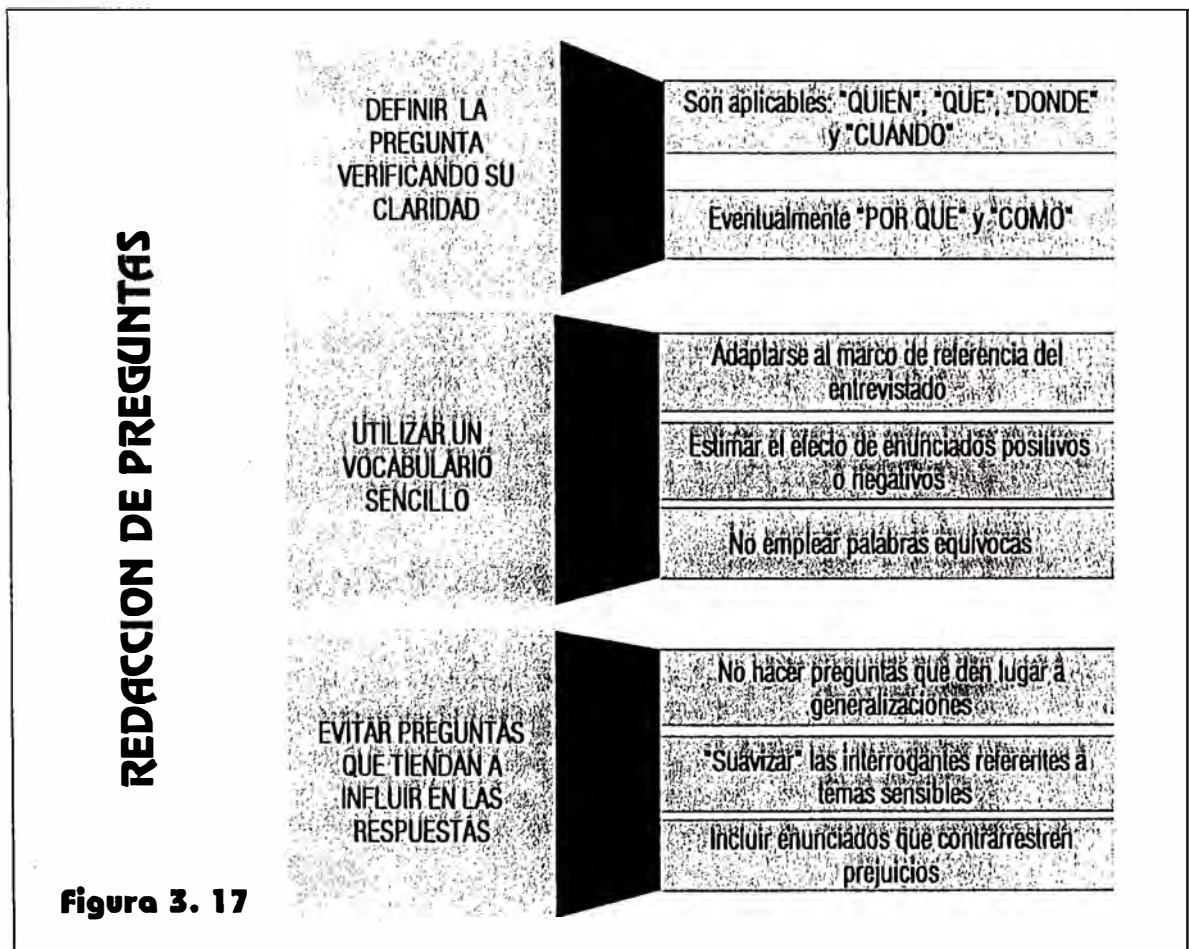 REDACCION DE PREGUNTAS
DEFINIR LA
PREGUNTA
VERIFICANDO SU
CLARIDAD
Son aplicables: "QUIEN", "QUE", "DONDE"
y "CUANDO"
Eventualmente "POR QUE" y "COMO"
UTILIZAR UN
VOCABULARIO
SENCILLO
Adaptarse al marco de referencia del
entrevistado
Estimar el efecto de enunciados positivos
o negativos
No emplear palabras equívocas
EVITAR PREGUNTAS
QUE TIENDAN A
INFLUIR EN LAS
RESPUESTAS
No hacer preguntas que den lugar a
generalizaciones
"Suavizar" las interrogantes referentes a
temas sensibles
Incluir enunciados que contrarrestren
prejuicios
Figura 3. 17